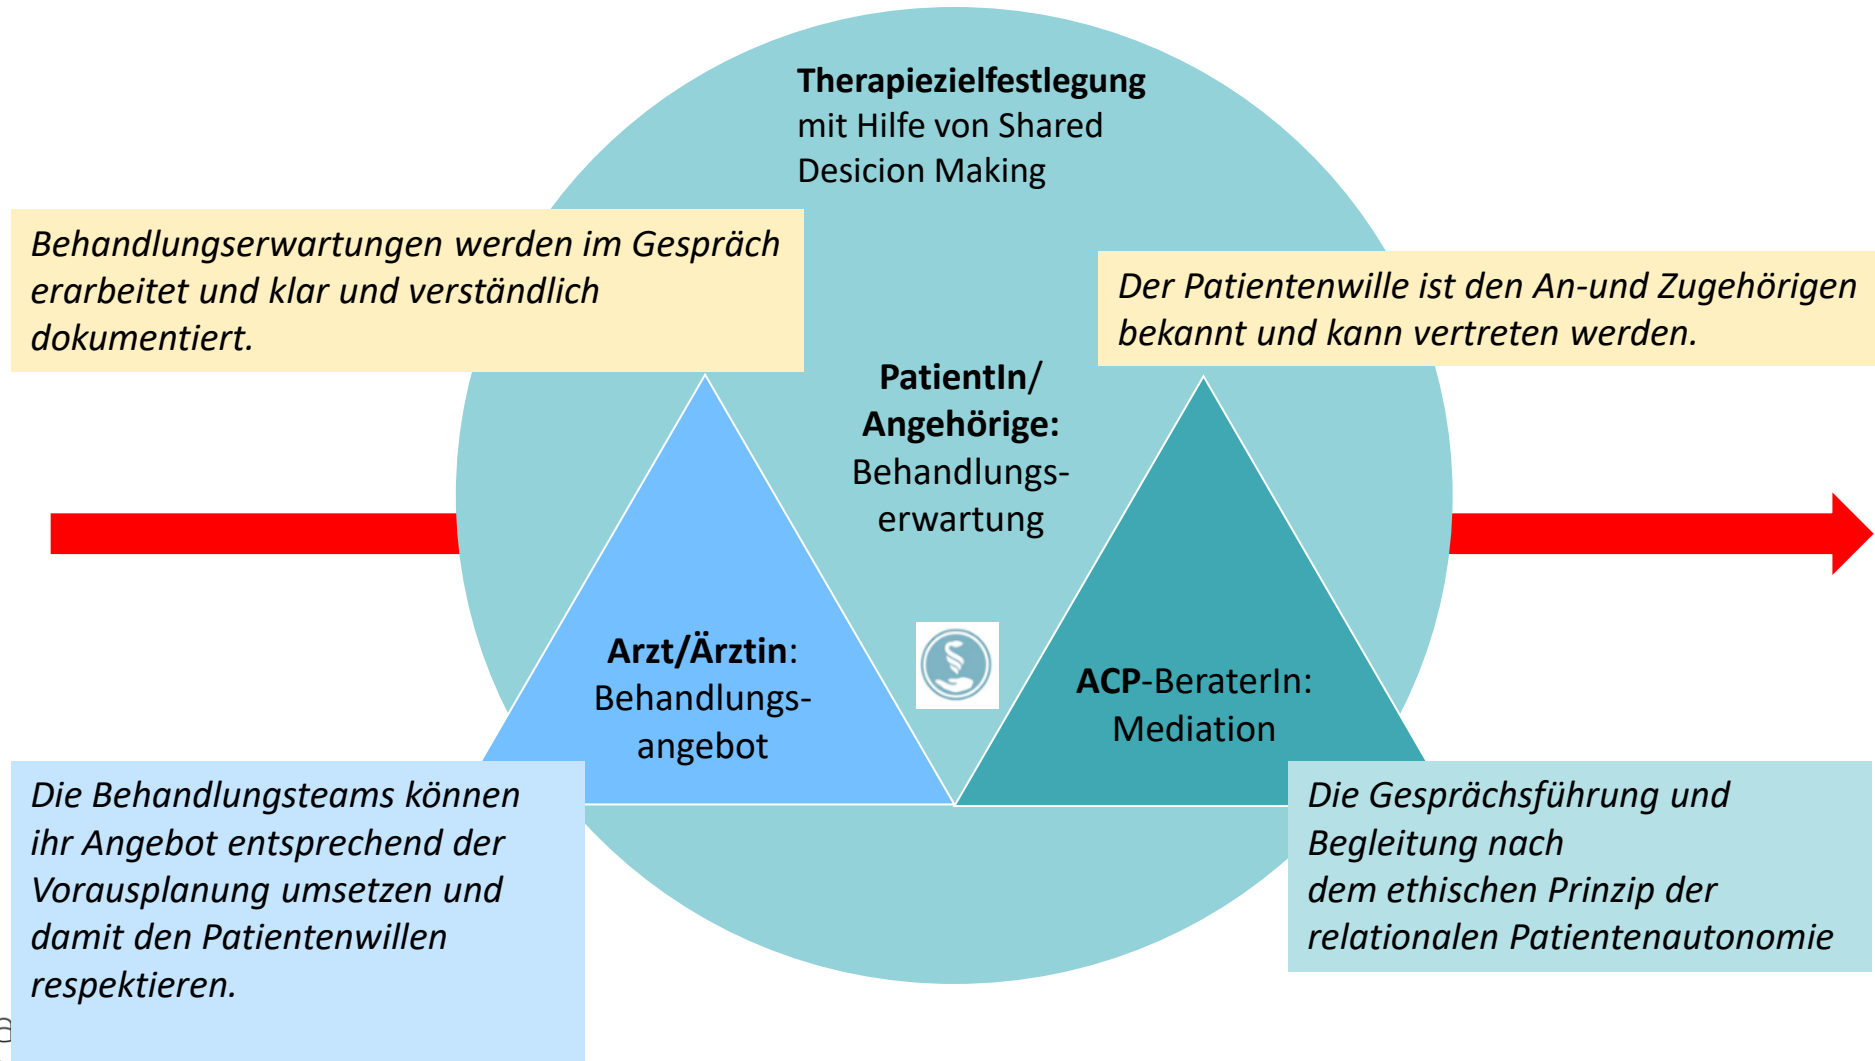 Therapiezielfestlegung
mit Hilfe von Shared
Desicion Making
Behandlungserwartungen werden im Gespräch
erarbeitet und klar und verständlich
dokumentiert.
Der Patientenwille ist den An-und Zugehörigen
bekannt und kann vertreten werden.
PatientIn/
Angehörige:
Behandlungs-
erwartung
Arzt/Ärztin:
Behandlungs-
angebot
ACP-BeraterIn:
Mediation
Die Behandlungsteams können
ihr Angebot entsprechend der
Vorausplanung umsetzen und
damit den Patientenwillen
respektieren.
Die Gesprächsführung und
Begleitung nach
dem ethischen Prinzip der
relationalen Patientenautonomie